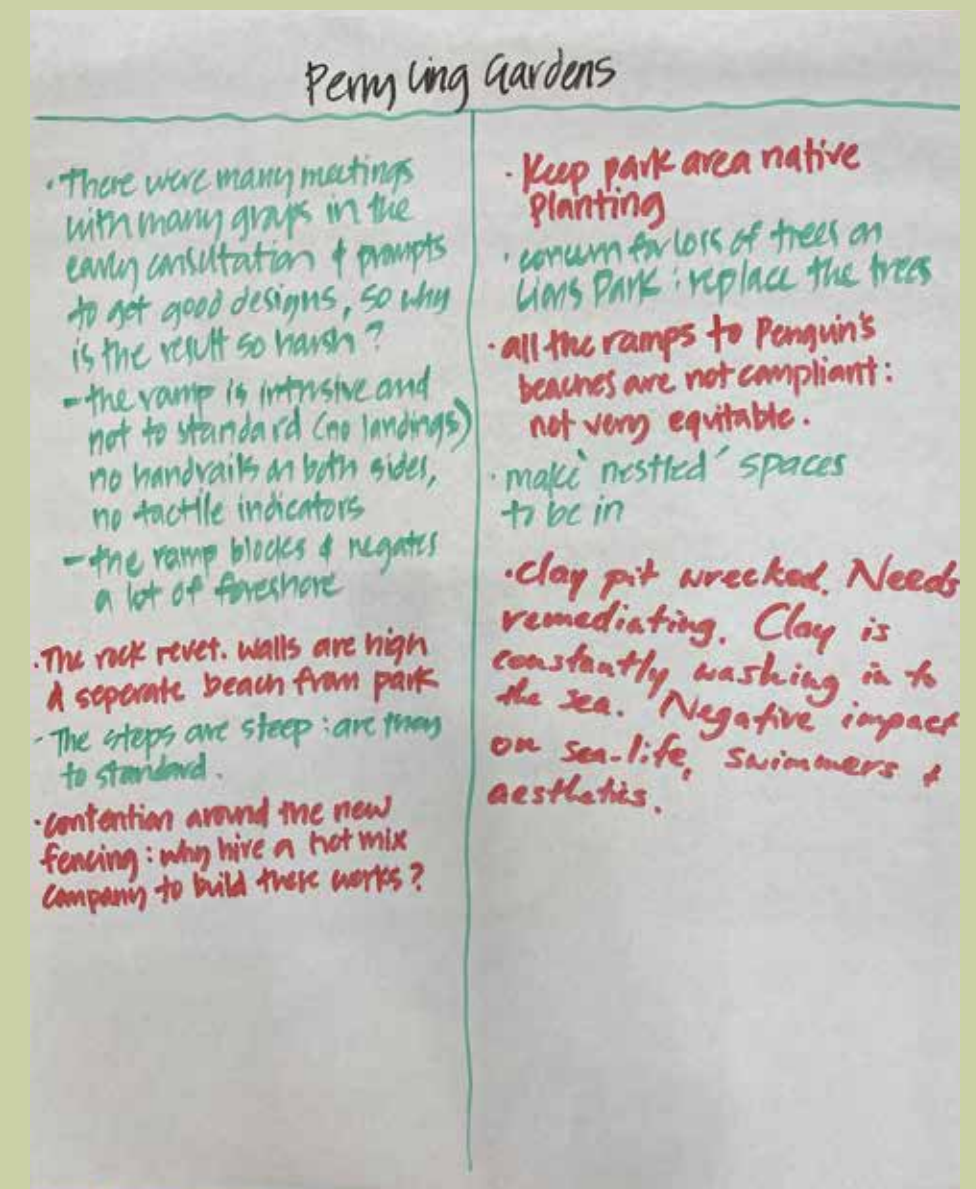 Perry Ling Gardens
· There were many meetings
with many groups in the
early consultation & prompts
to get good designs, so why
is the result so harsh?
- the ramp is intrusive and
not to standard (no landings)
no handrails on both sides,
no tactile indicators
- the ramp blocks & negates
a lot of foreshore
· The rock revet. walls are high
& seperate beach from park
- The steps are steep : are they
to standard.
· contention around the new
fencing : why hire a hot mix
company to build these works?
· Keep park area native
planting
· concern for loss of trees on
Lions Park : replace the trees
· all the ramps to Penguin's
beaches are not compliant :
not very equitable.
· make 'nestled' spaces
to be in
· Clay pit wrecked. Needs
remediating. Clay is
constantly washing in to
the sea. Negative impact
on sea-life, swimmers &
aesthetics.